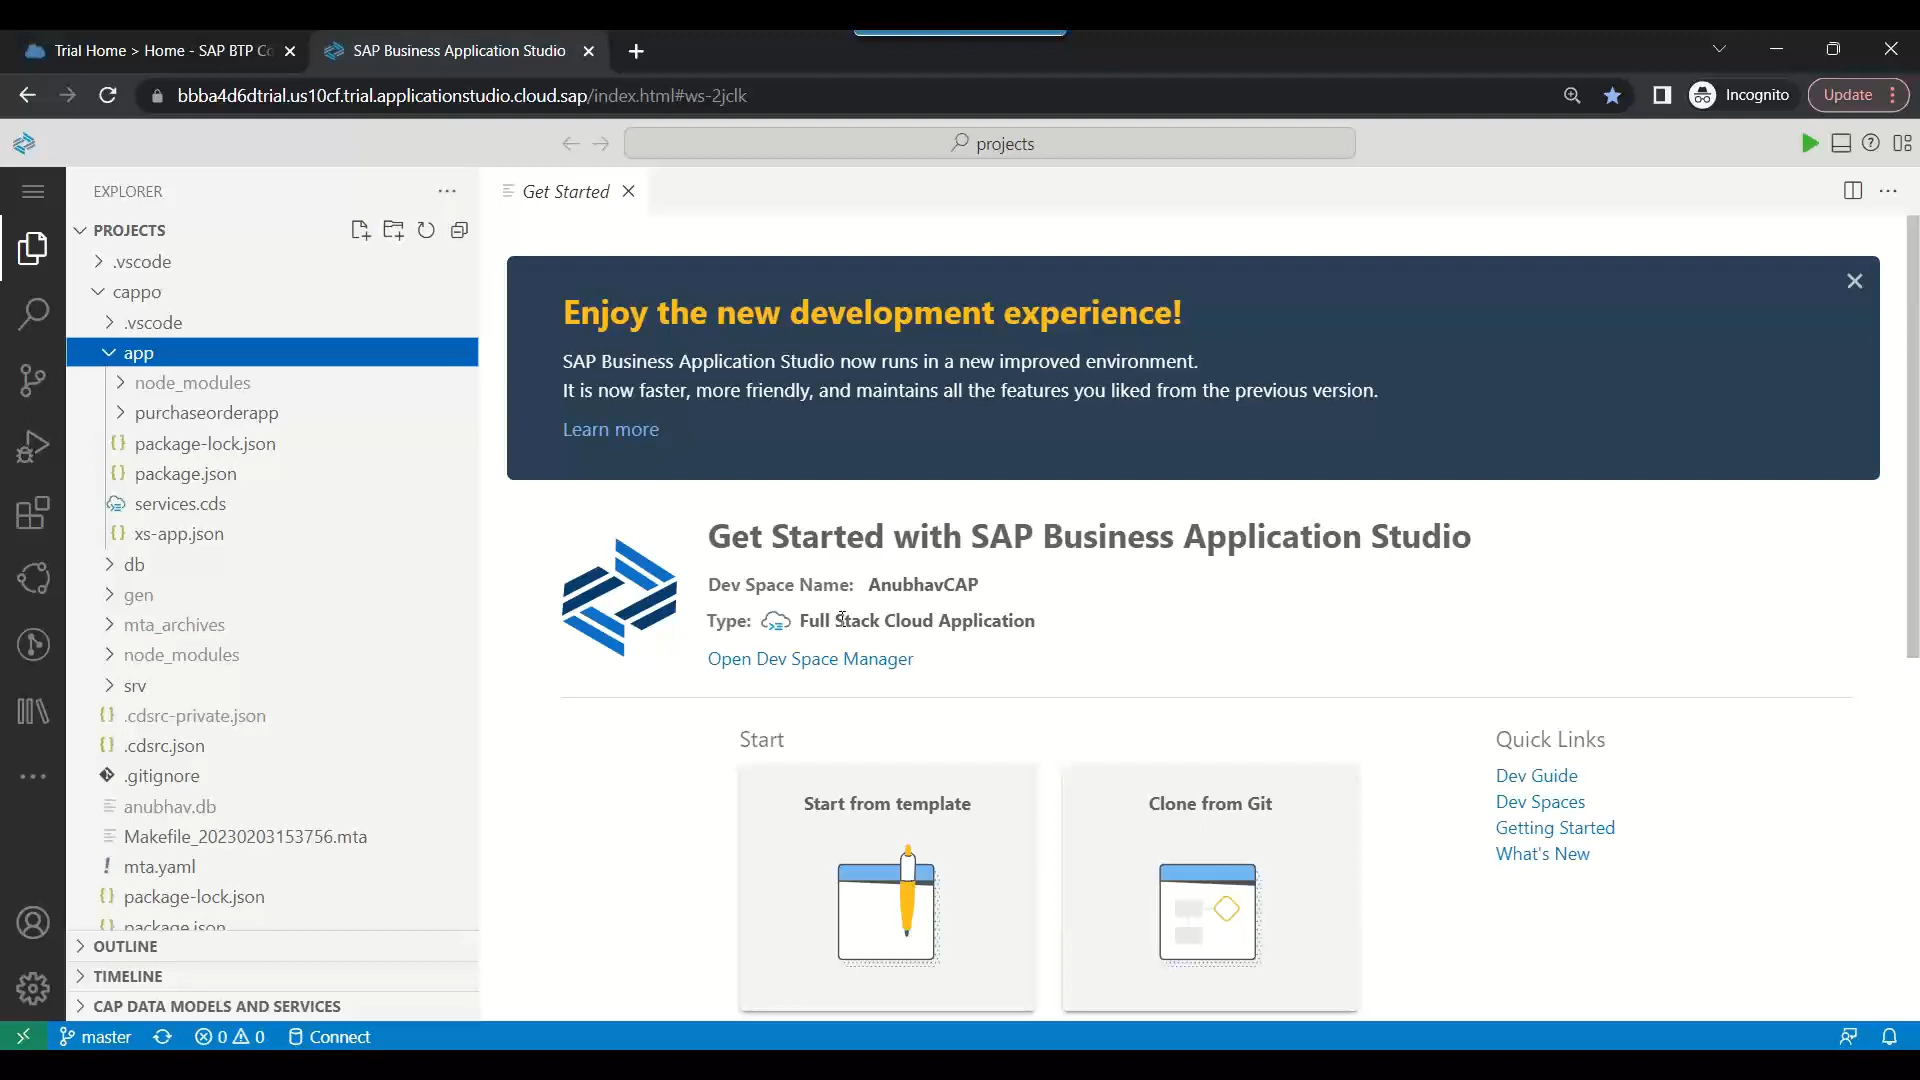 Trial Home > Home - SAP BTP Co
SAP Business Application Studio
bbba4d6dtrial.us10cf.trial.applicationstudio.cloud.sap/index.html#ws-2jclk
Incognito
Update
projects
EXPLORER
Get Started
PROJECTS
.vscode
cappo
.vscode
app
node_modules
purchaseorderapp
package-lock.json
package.json
services.cds
xs-app.json
db
gen
mta_archives
node_modules
srv
.cdsrc-private.json
.cdsrc.json
.gitignore
anubhav.db
Makefile_20230203153756.mta
mta.yaml
package-lock.json
package.json
OUTLINE
TIMELINE
CAP DATA MODELS AND SERVICES
Enjoy the new development experience!
SAP Business Application Studio now runs in a new improved environment.
It is now faster, more friendly, and maintains all the features you liked from the previous version.
Learn more
Get Started with SAP Business Application Studio
Dev Space Name: AnubhavCAP
Type: Full Stack Cloud Application
Open Dev Space Manager
Start
Start from template
Clone from Git
Quick Links
Dev Guide
Dev Spaces
Getting Started
What's New
master
0
0
Connect